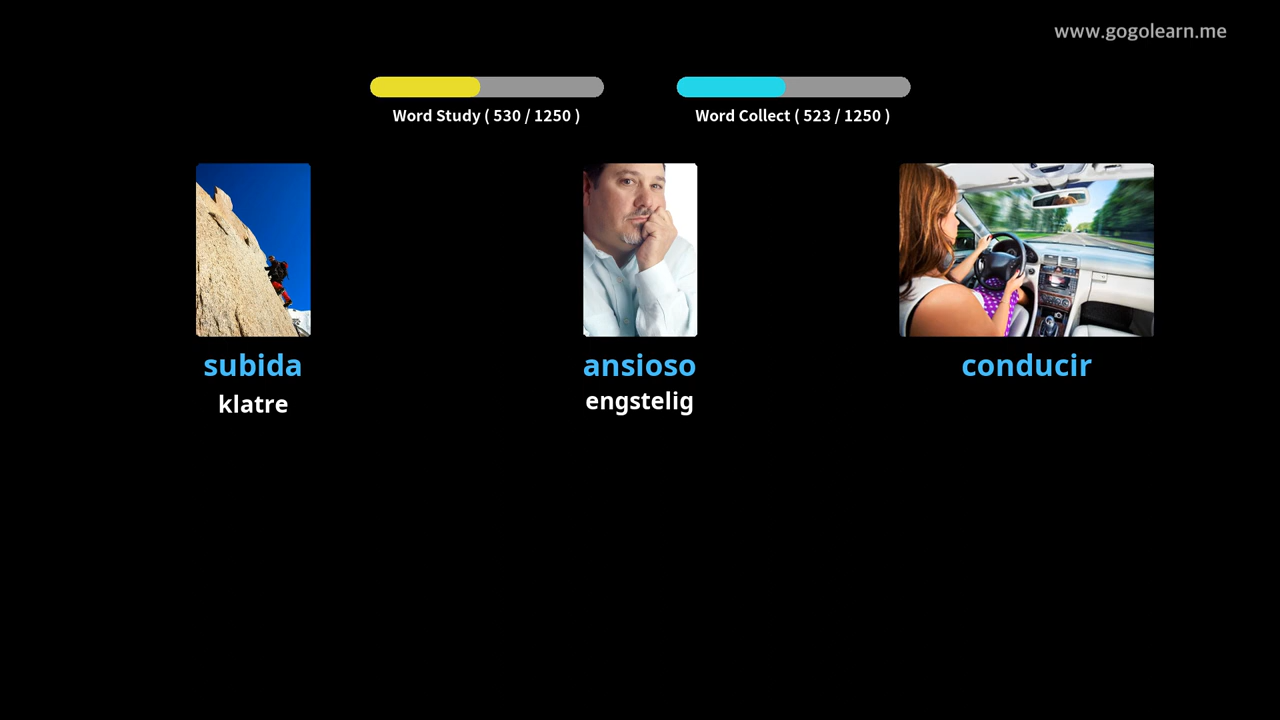 www.gogolearn.me
Word Study ( 530 / 1250 )
Word Collect ( 523 / 1250 )
subida
ansioso
conducir
klatre
engstelig